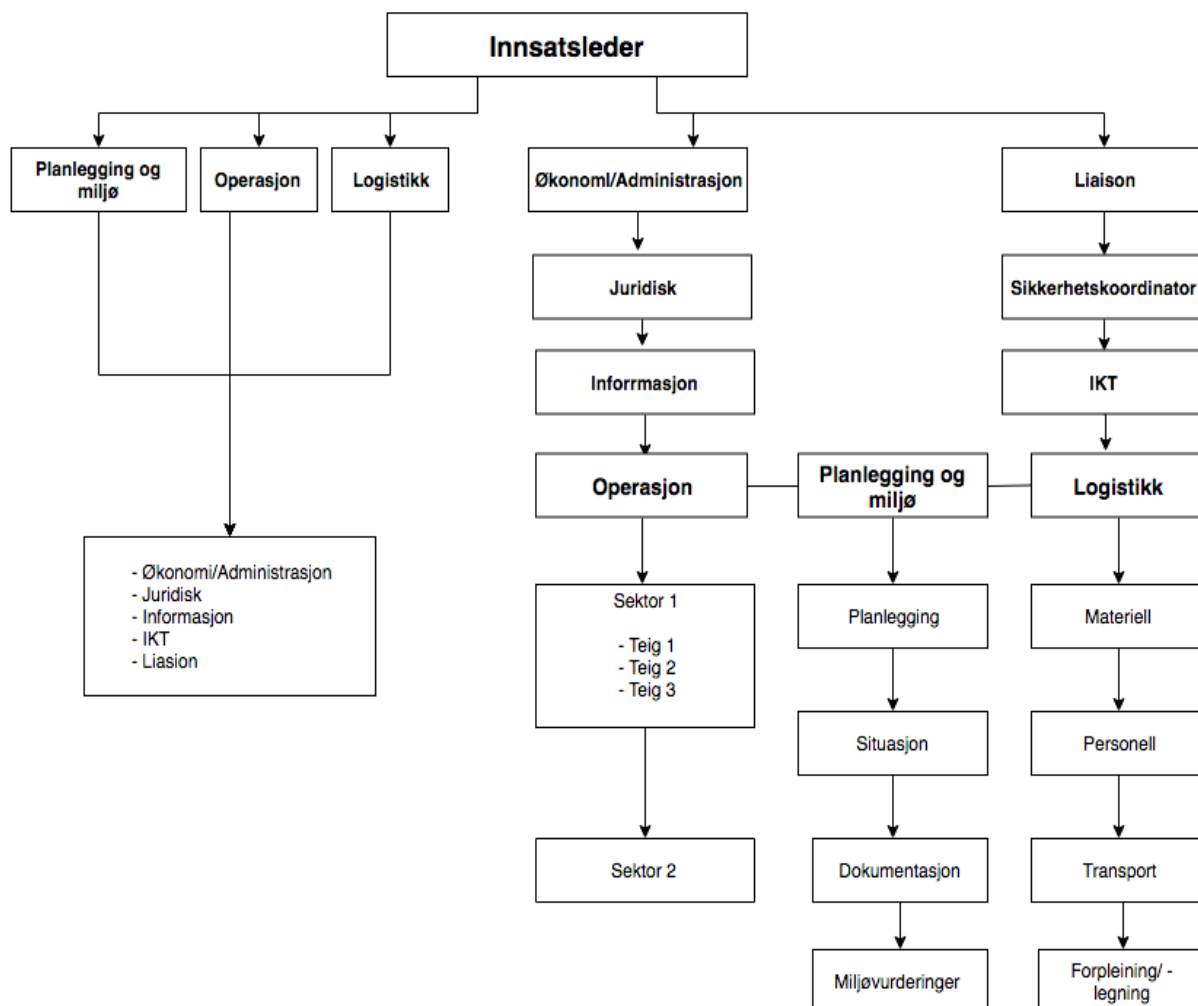 Innsatsleder
Planlegging og
miljø
Operasjon
Logistikk
ØkonomI/Administrasjon
Liaison
Juridisk
Sikkerhetskoordinator
Inforrmasjon
IKT
Operasjon
Planlegging og
miljø
Logistikk
- Økonomi/Administrasjon
- Juridisk
- Informasjon
- IKT
- Liasion
Sektor 1
- Teig 1
- Teig 2
- Teig 3
Planlegging
Materiell
Situasjon
Personell
Sektor 2
Dokumentasjon
Transport
Miljøvurderinger
Forpleining/ -
legning